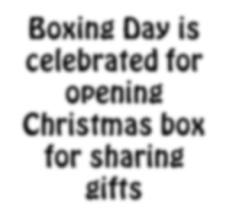 Boxing Day is
celebrated for
opening
Christmas box
for sharing
gifts